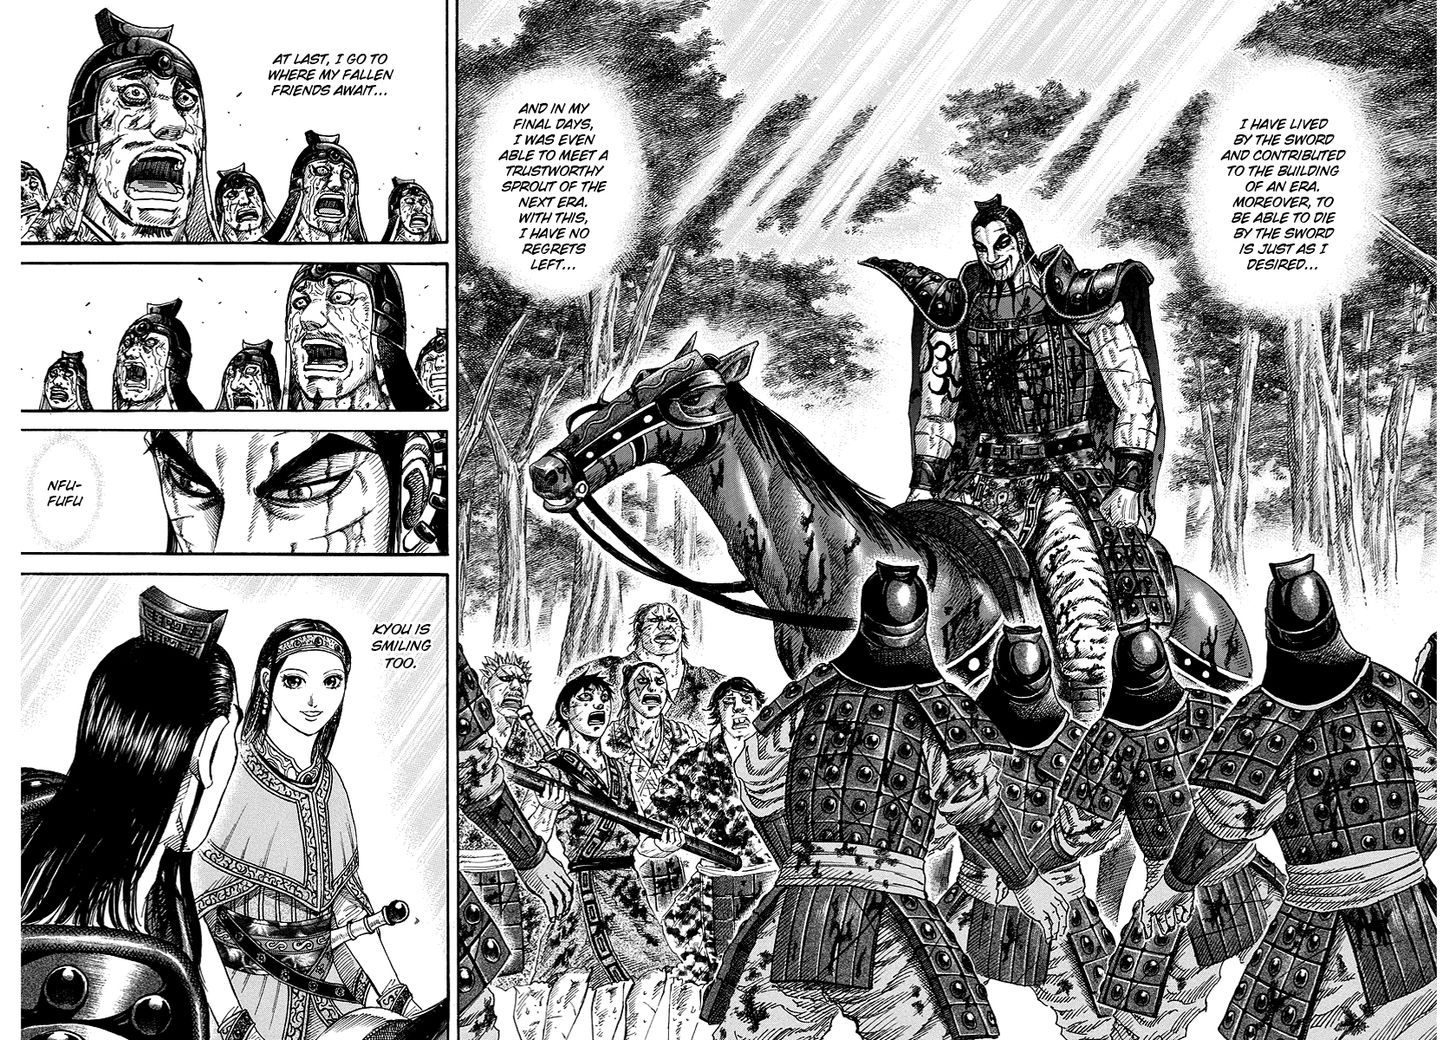 I HAVE LIVED
BY THE SWORD
AND CONTRIBUTED
TO THE BUILDING
OF AN ERA.
MOREOVER, TO
BE ABLE TO DIE
BY THE SWORD
IS JUST AS I
DESIRED...
AND IN MY
FINAL DAYS,
I WAS EVEN
ABLE TO MEET A
TRUSTWORTHY
SPROUT OF THE
NEXT ERA.
WITH THIS,
I HAVE NO
REGRETS
LEFT...
AT LAST, I GO TO
WHERE MY FALLEN
FRIENDS AWAIT...
NFU-
FUFU
KYOU IS
SMILING
TOO.